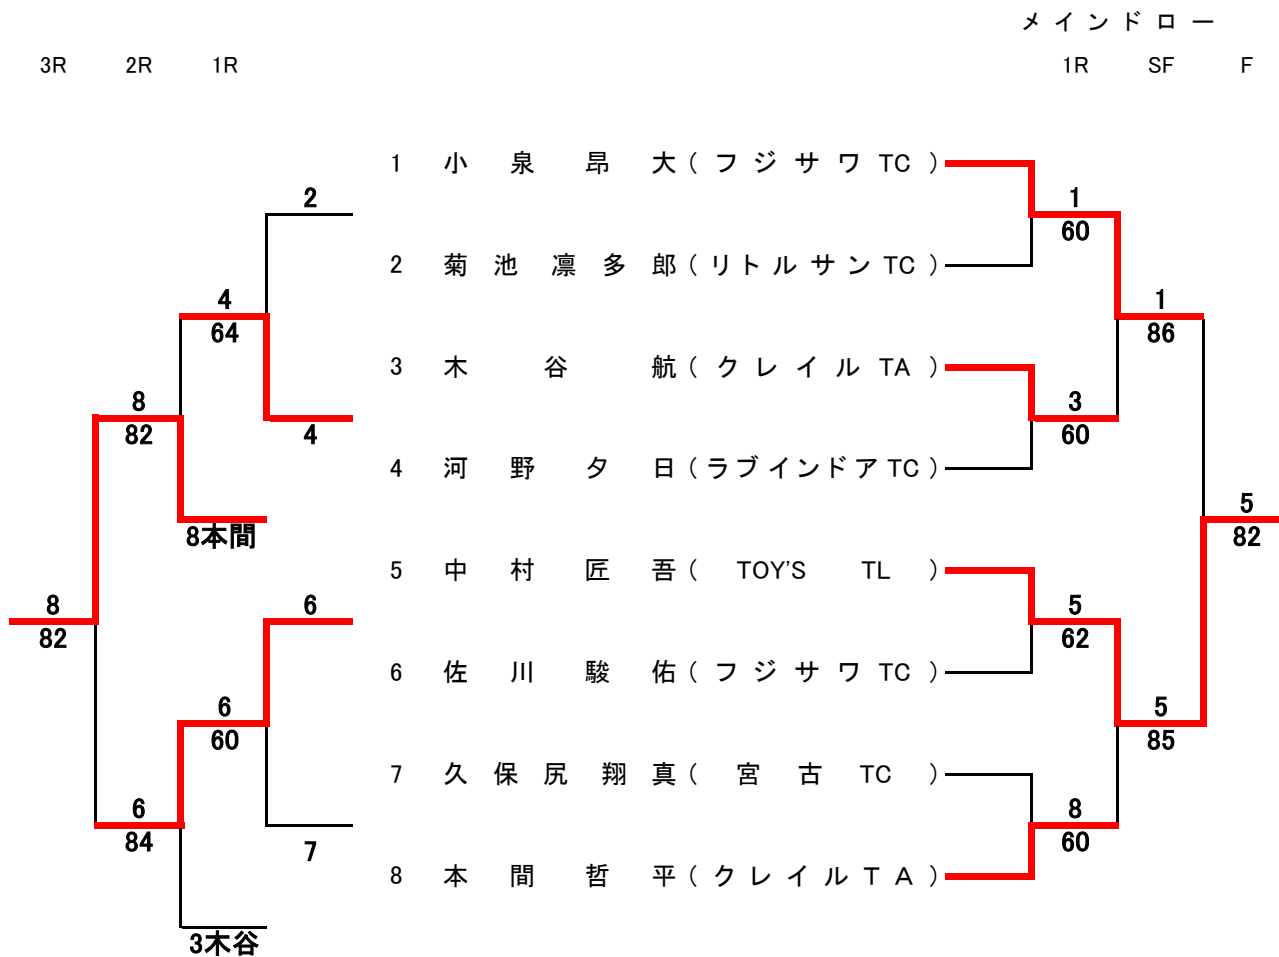 メインドロー
3R 2R 1R 1R SF F
1 小泉昂大(フジサワTC)
2 1
60
2 菊池凛多郎(リトルサンTC)
4 1
64 86
3 木谷航(クレイルTA)
8 3
82 4 60
4 河野夕日(ラブインドアTC)
5
8本間 82
5 中村匠吾(TOY'S TL)
8 6 5
82 62
6 佐川駿佑(フジサワTC)
6 5
60 85
7 久保尻翔真(宮古TC)
6 8
84 7 60
8 本間哲平(クレイルTA)
3木谷